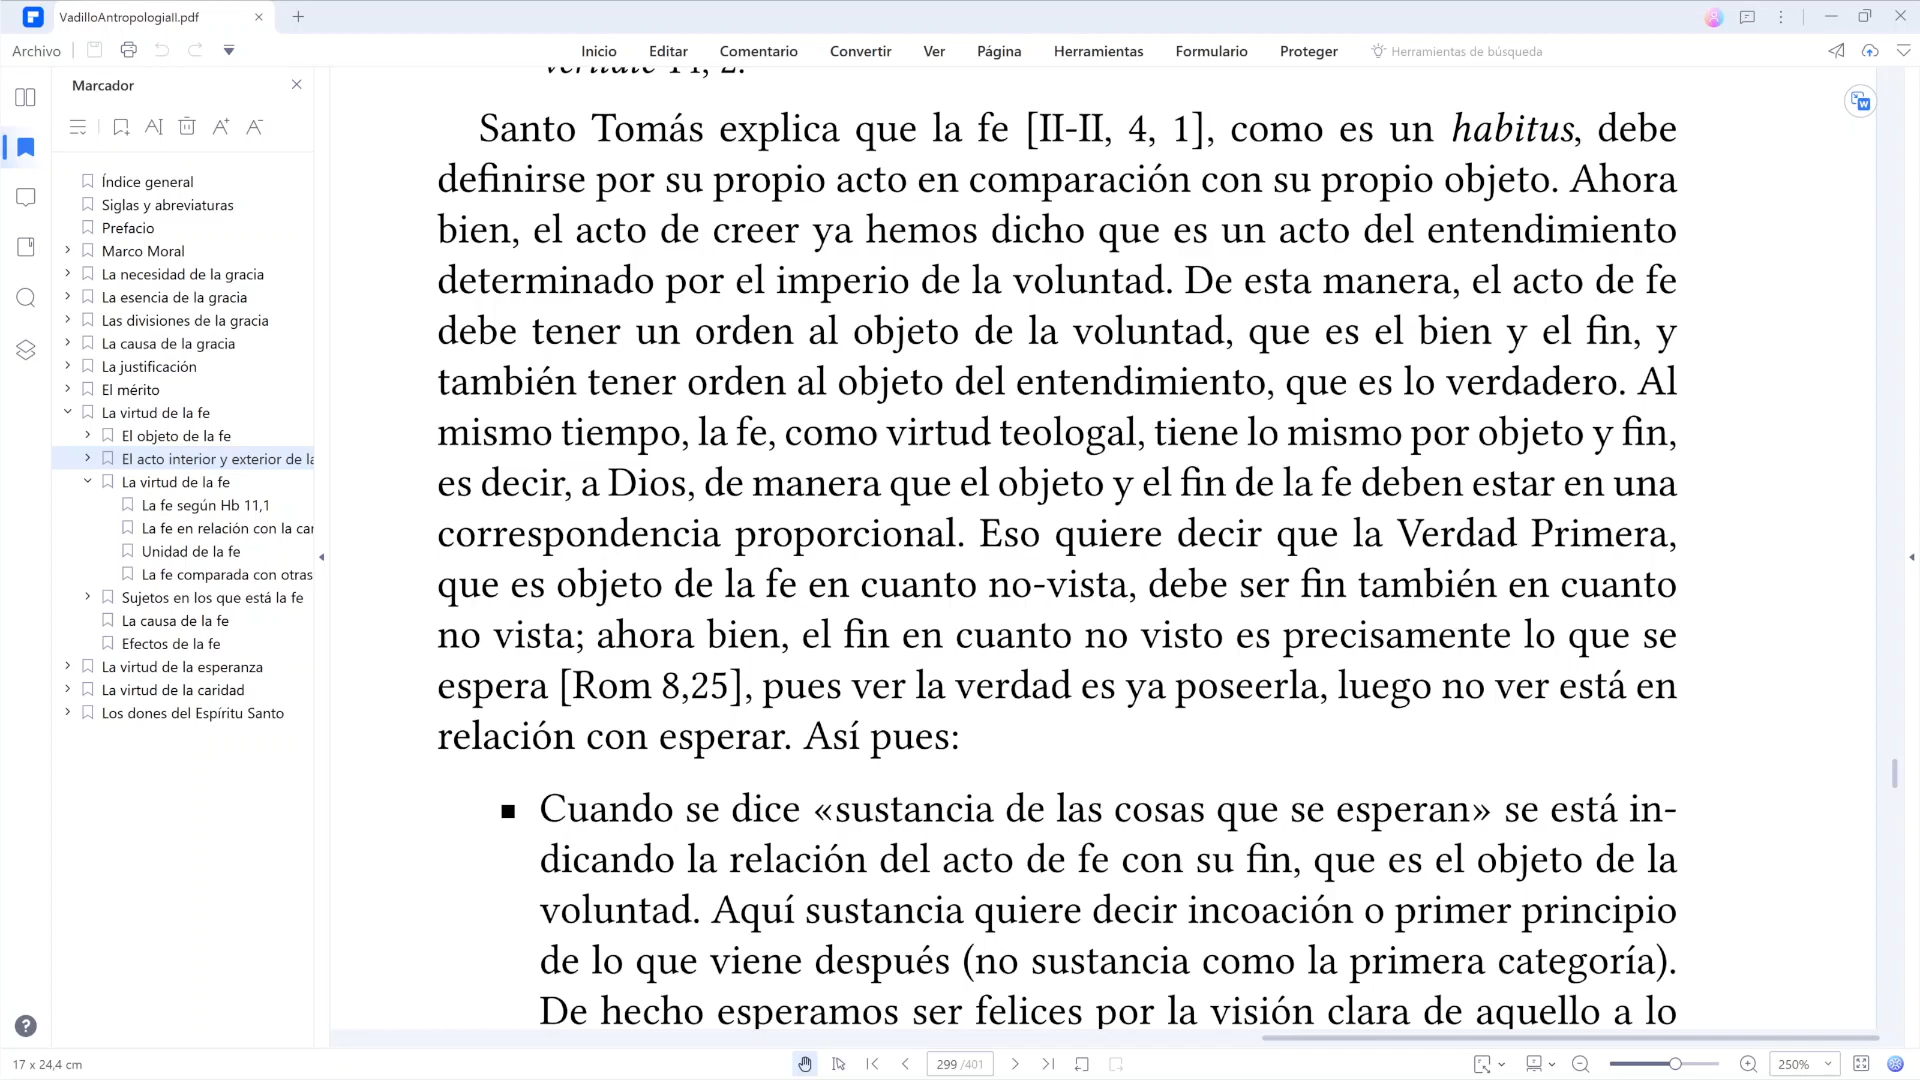 VadilloAntropologiaII.pdf
Archivo
Inicio
Editar
Comentario
Convertir
Ver
Página
Herramientas
Formulario
Proteger
Herramientas de búsqueda
Marcador
Índice general
Siglas y abreviaturas
Prefacio
Marco Moral
La necesidad de la gracia
La esencia de la gracia
Las divisiones de la gracia
La causa de la gracia
La justificación
El mérito
La virtud de la fe
El objeto de la fe
El acto interior y exterior de la
La virtud de la fe
La fe según Hb 11,1
La fe en relación con la car
Unidad de la fe
La fe comparada con otras
Sujetos en los que está la fe
La causa de la fe
Efectos de la fe
La virtud de la esperanza
La virtud de la caridad
Los dones del Espíritu Santo
Santo Tomás explica que la fe [II-II, 4, 1], como es un habitus, debe
definirse por su propio acto en comparación con su propio objeto. Ahora
bien, el acto de creer ya hemos dicho que es un acto del entendimiento
determinado por el imperio de la voluntad. De esta manera, el acto de fe
debe tener un orden al objeto de la voluntad, que es el bien y el fin, y
también tener orden al objeto del entendimiento, que es lo verdadero. Al
mismo tiempo, la fe, como virtud teologal, tiene lo mismo por objeto y fin,
es decir, a Dios, de manera que el objeto y el fin de la fe deben estar en una
correspondencia proporcional. Eso quiere decir que la Verdad Primera,
que es objeto de la fe en cuanto no-vista, debe ser fin también en cuanto
no vista; ahora bien, el fin en cuanto no visto es precisamente lo que se
espera [Rom 8,25], pues ver la verdad es ya poseerla, luego no ver está en
relación con esperar. Así pues:
■ Cuando se dice «sustancia de las cosas que se esperan» se está in-
dicando la relación del acto de fe con su fin, que es el objeto de la
voluntad. Aquí sustancia quiere decir incoación o primer principio
de lo que viene después (no sustancia como la primera categoría).
De hecho esperamos ser felices por la visión clara de aquello a lo
17 x 24,4 cm
299 /401
250%